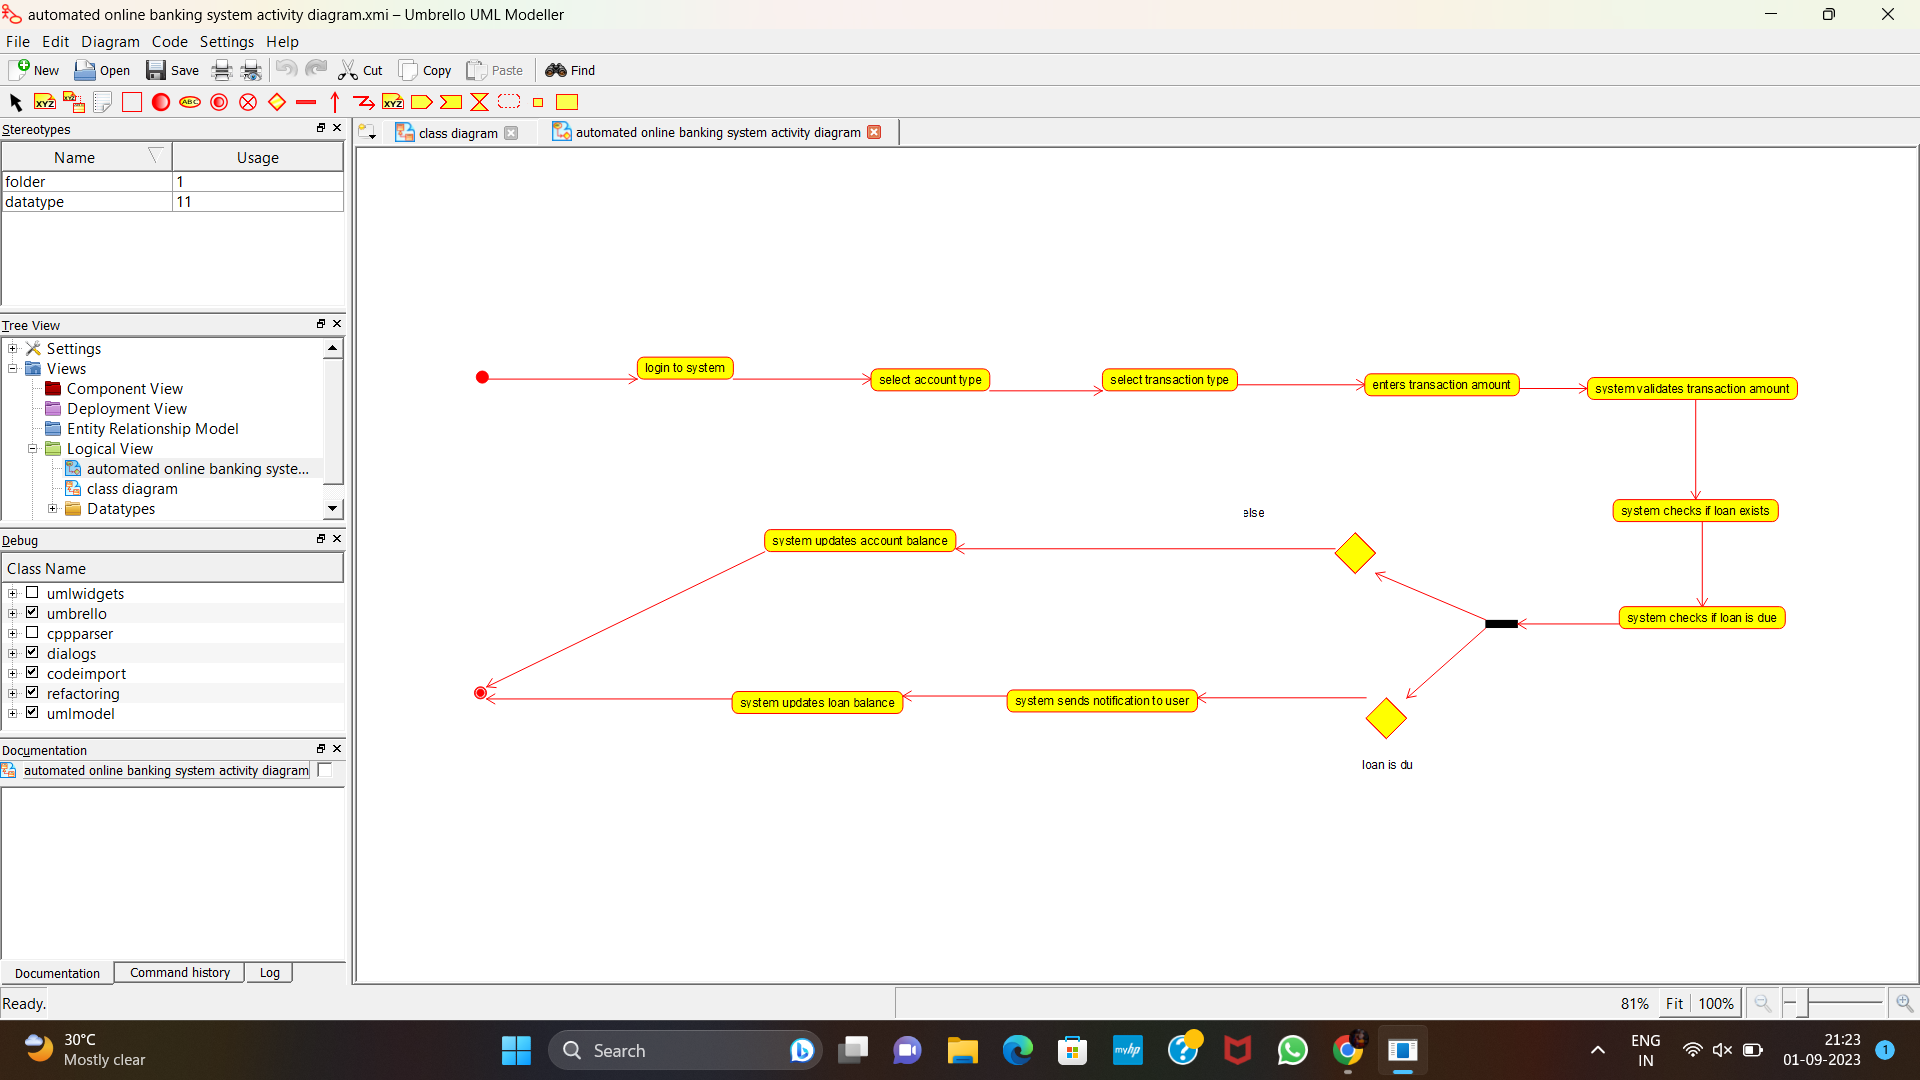 automated online banking system activity diagram.xmi – Umbrello UML Modeller
File Edit Diagram Code Settings Help
New Open Save Cut Copy Paste Find
XYZ XYZ ABC XYZ
Stereotypes
Name Usage
folder 1
datatype 11
Tree View
Settings
Views
Component View
Deployment View
Entity Relationship Model
Logical View
automated online banking syste...
class diagram
Datatypes
Debug
Class Name
umlwidgets
umbrello
cppparser
dialogs
codeimport
refactoring
umlmodel
Documentation
automated online banking system activity diagram
Documentation Command history Log
class diagram
automated online banking system activity diagram
login to system
select account type
select transaction type
enters transaction amount
system validates transaction amount
system checks if loan exists
else
system updates account balance
system checks if loan is due
system updates loan balance
system sends notification to user
loan is du
Ready.
81% Fit 100%
30°C
Mostly clear
Search
myhp
ENG
IN
21:23
01-09-2023
1